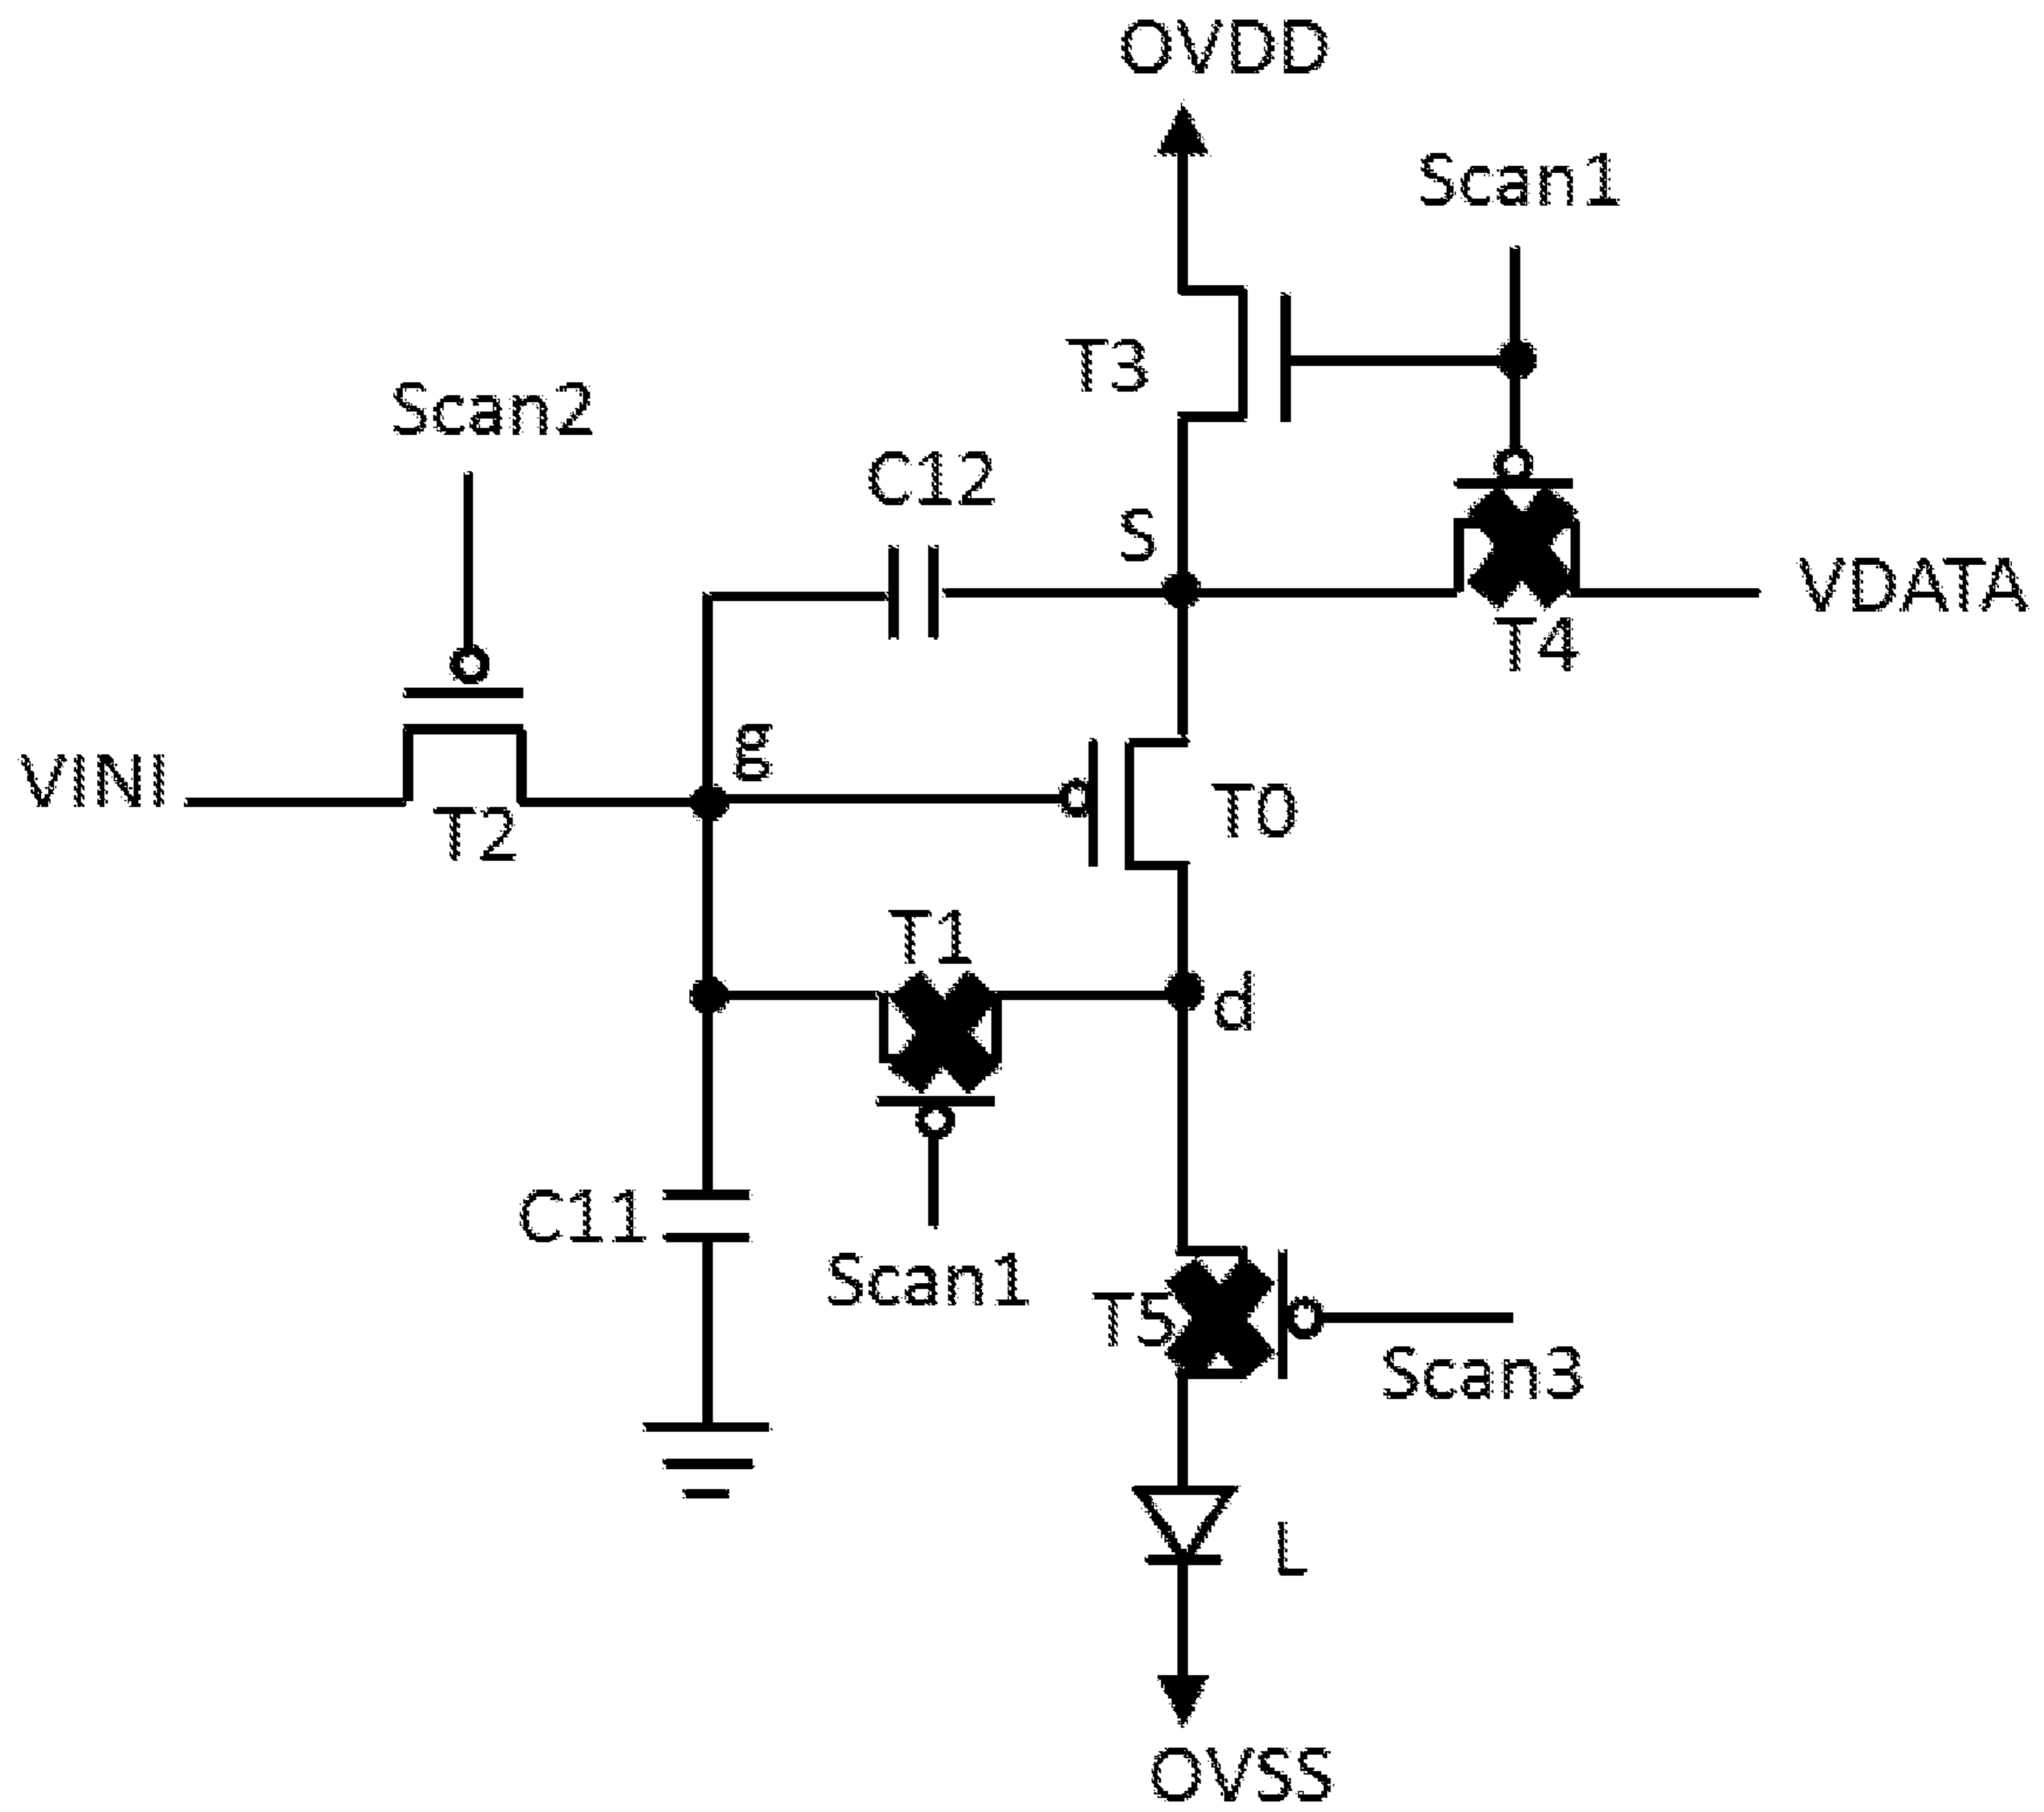 OVDD
Scan1
T3
Scan2
C12
S
VDATA
T4
g
VINI
T0
T2
T1
d
C11
Scan1
T5
Scan3
L
OVSS